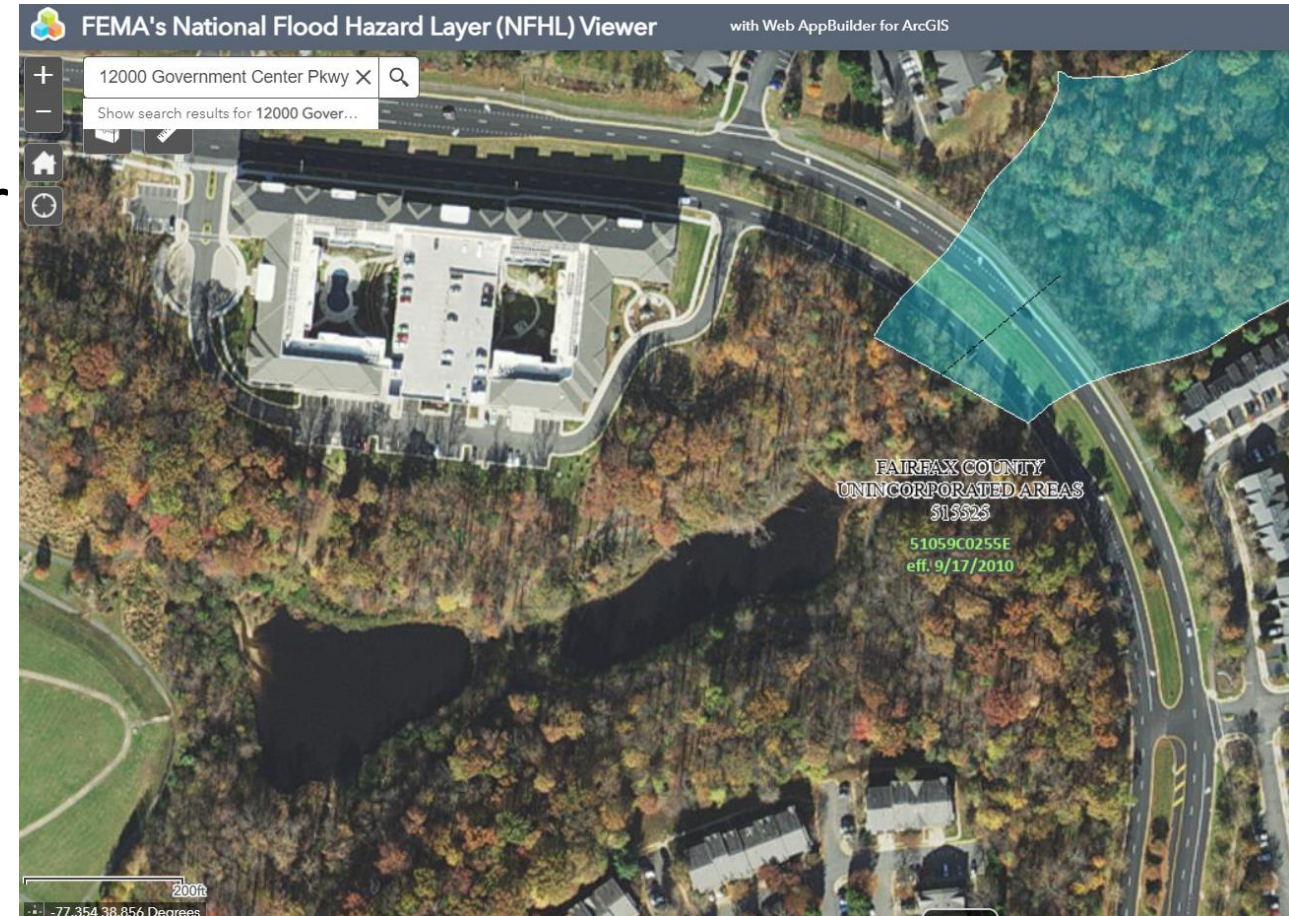 FEMA's National Flood Hazard Layer (NFHL) Viewer
with Web AppBuilder for ArcGIS
+
12000 Government Center Pkwy
Show search results for 12000 Gover...
−
FAIRFAX COUNTY
UNINCORPORATED AREAS
515525
51059C0255E
eff. 9/17/2010
200ft
-77.354 38.856 Degrees